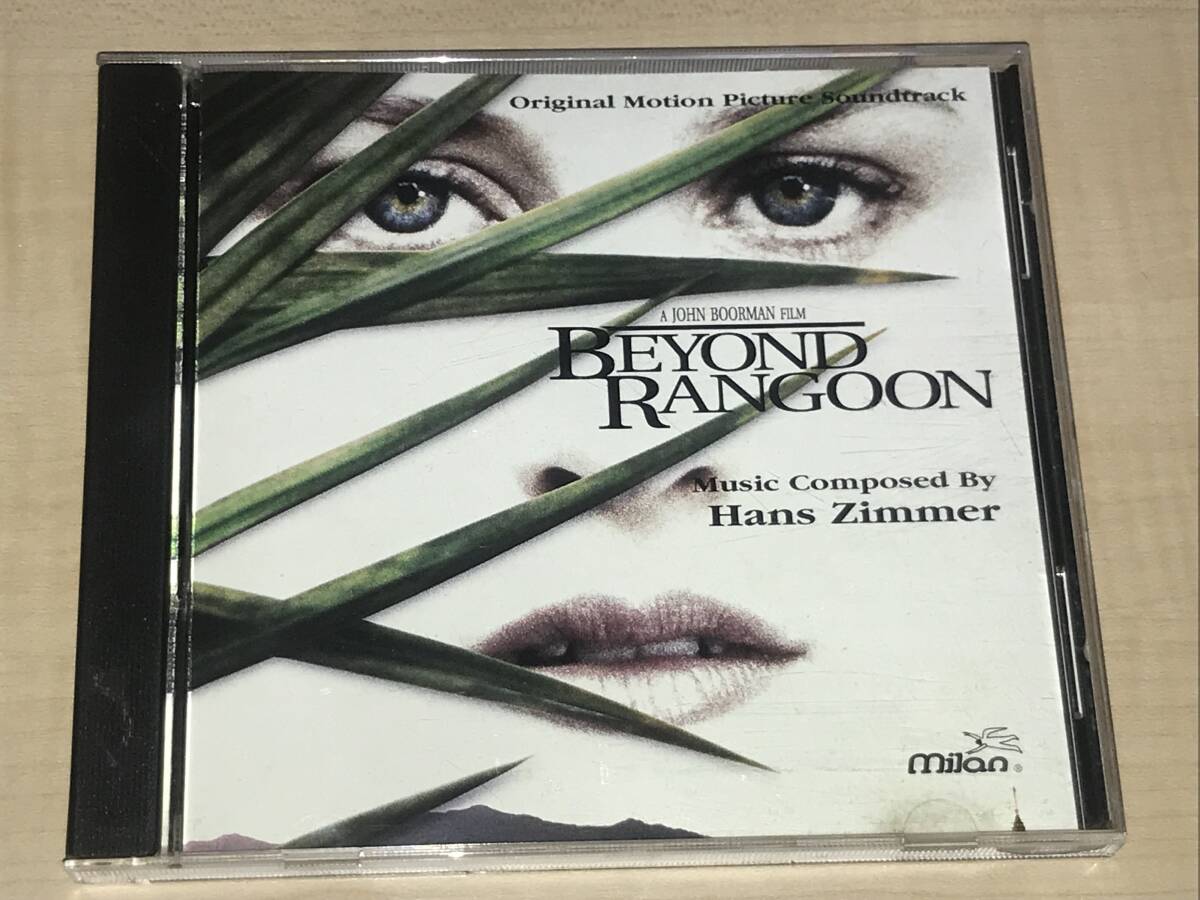 Original Motion Picture Soundtrack
A JOHN BOORMAN FILM
BEYOND
RANGOON
Music Composed By
Hans Zimmer
milan®